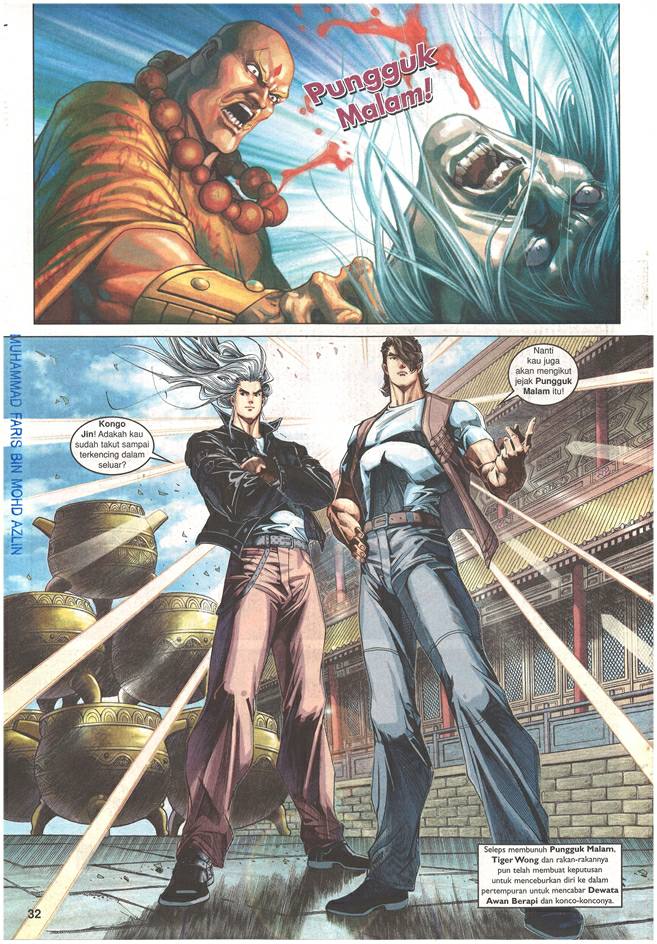 Pungguk
Malam!
Nanti
kau juga
akan mengikut
jejak Pungguk
Malam itu!
Kongo
Jin! Adakah kau
sudah takut sampai
terkencing dalam
seluar?
MUHAMMAD FARIS BIN MOHD AZLIN
Seleps membunuh Pungguk Malam,
Tiger Wong dan rakan-rakannya
pun telah membuat keputusan
untuk menceburkan diri ke dalam
pertempuran untuk mencabar Dewata
Awan Berapi dan konco-konconya.
32